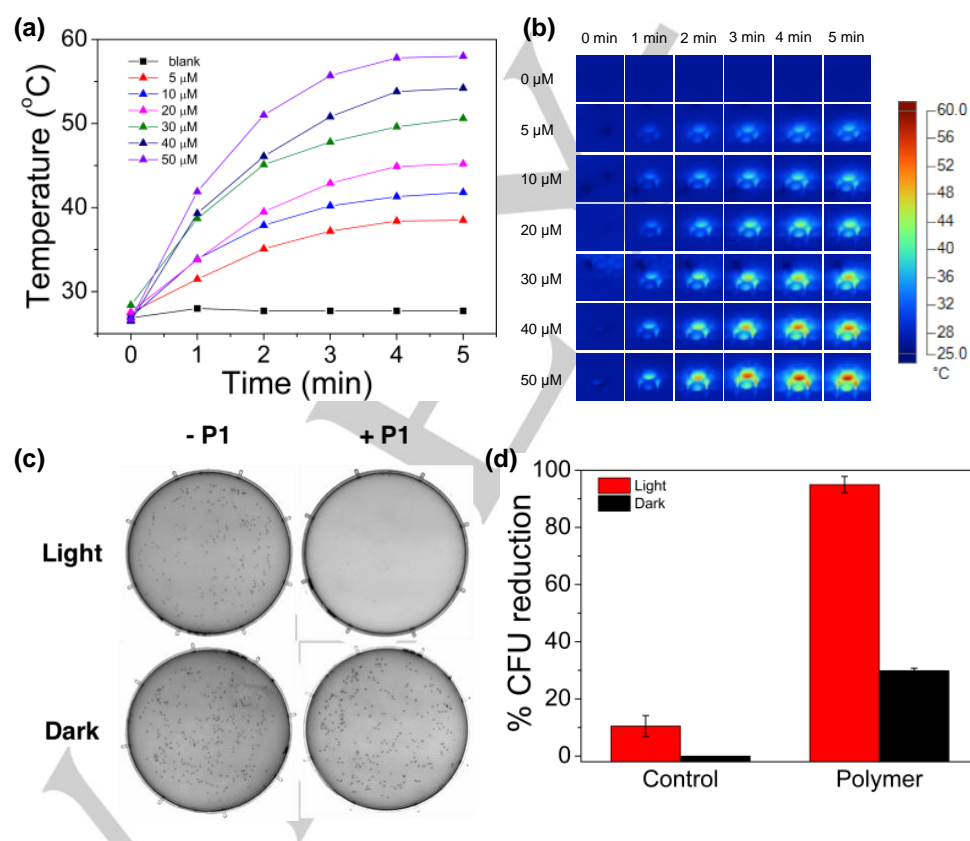 (a)
60
50
40
30
Temperature (°C)
blank
5 μM
10 μM
20 μM
30 μM
40 μM
50 μM
0 1 2 3 4 5
Time (min)
(b)
0 min 1 min 2 min 3 min 4 min 5 min
0 μM
5 μM
10 μM
20 μM
30 μM
40 μM
50 μM
60.0
56
52
48
44
40
36
32
28
25.0
°C
(c)
- P1 + P1
Light
Dark
(d)
100
80
60
40
20
0
% CFU reduction
Light
Dark
Control Polymer